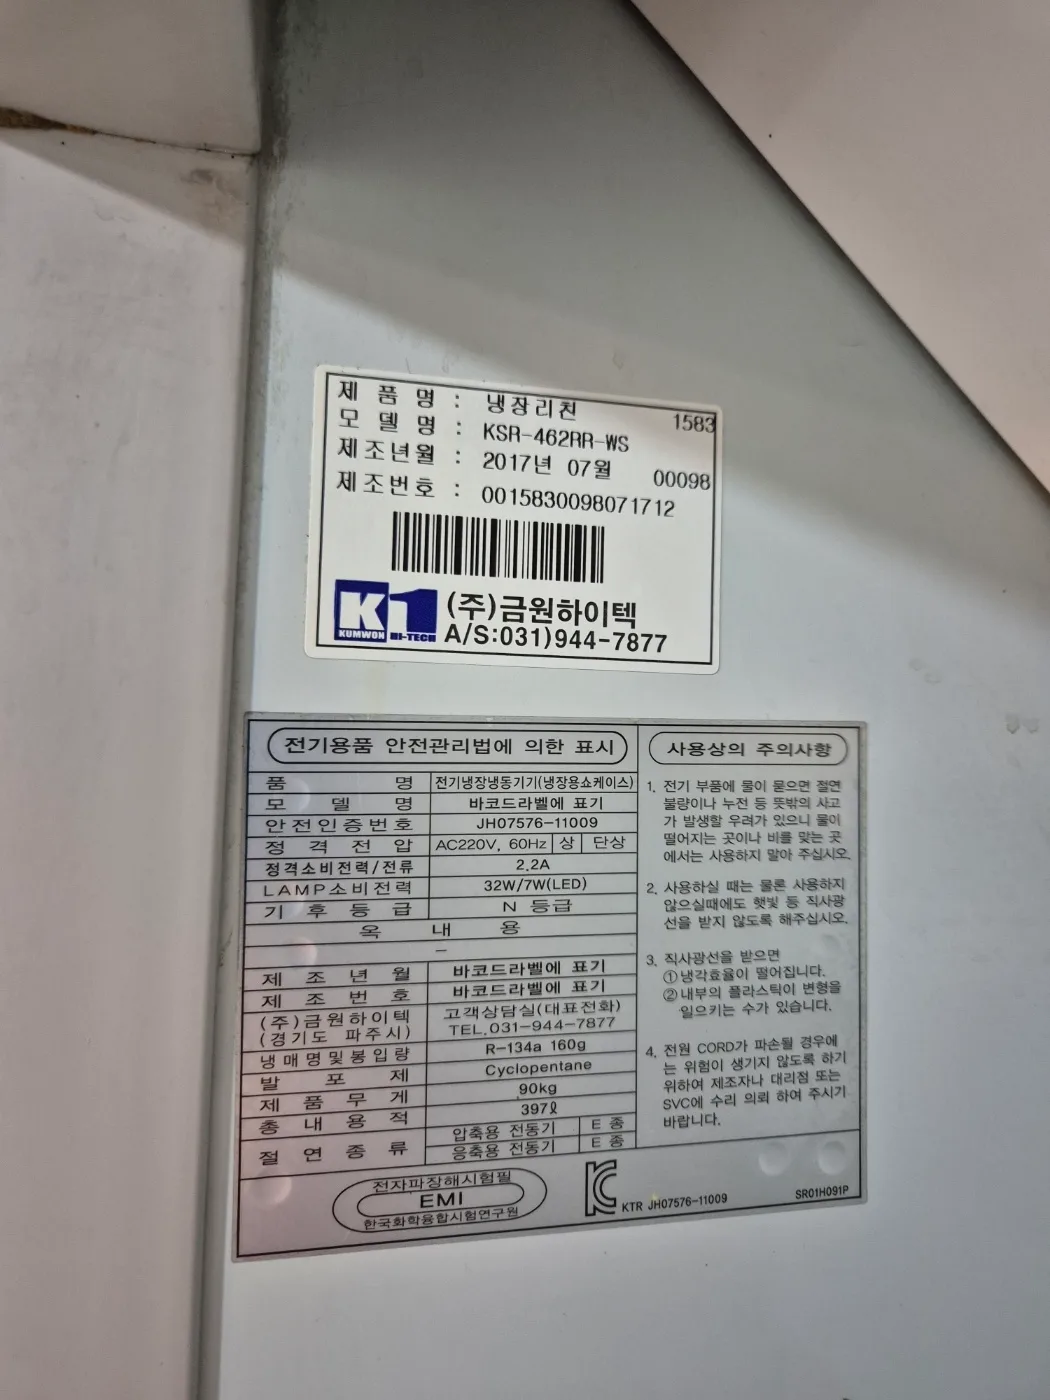 제 품 명 : 냉장리친 1583
모 델 명 : KSR-462RR-WS
제조년월 : 2017년 07월 00098
제조번호 : 0015830098071712
K1 (주)금원하이텍
KUMWON HI-TECH A/S:031)944-7877
전기용품 안전관리법에 의한 표시
품 명 전기냉장냉동기기(냉장용쇼케이스)
모 델 명 바코드라벨에 표기
안전인증번호 JH07576-11009
정 격 전 압 AC220V, 60Hz 상 단상
정격소비전력/전류 2.2A
LAMP소비전력 32W/7W(LED)
기 후 등 급 N 등급
옥 내 용
-
제 조 년 월 바코드라벨에 표기
제 조 번 호 바코드라벨에 표기
(주)금원하이텍 고객상담실(대표전화)
(경기도 파주시) TEL.031-944-7877
냉매명및봉입량 R-134a 160g
발 포 제 Cyclopentane
제 품 무 게 90kg
총 내 용 적 397ℓ
절 연 종 류 압축용 전동기 E 종
응축용 전동기 E 종
전자파장해시험필
EMI
한국화학융합시험연구원
KTR JH07576-11009
SR01H091P
사용상의 주의사항
1. 전기 부품에 물이 묻으면 절연
불량이나 누전 등 뜻밖의 사고
가 발생할 우려가 있으니 물이
떨어지는 곳이나 비를 맞는 곳
에서는 사용하지 말아 주십시오.
2. 사용하실 때는 물론 사용하지
않으실때에도 햇빛 등 직사광
선을 받지 않도록 해주십시오.
3. 직사광선을 받으면
①냉각효율이 떨어집니다.
②내부의 플라스틱이 변형을
일으키는 수가 있습니다.
4. 전원 CORD가 파손될 경우에
는 위험이 생기지 않도록 하기
위하여 제조자나 대리점 또는
SVC에 수리 의뢰 하여 주시기
바랍니다.